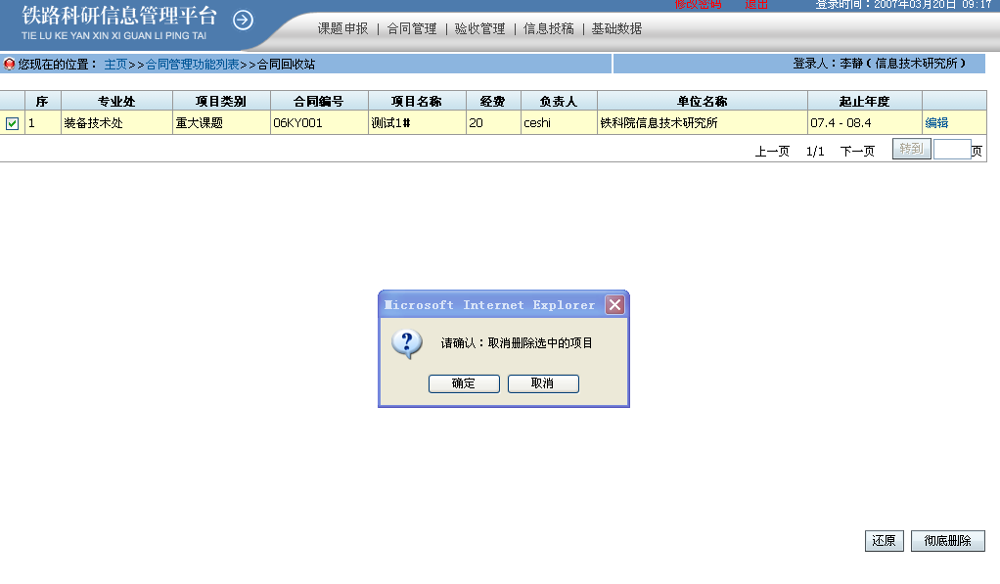 铁路科研信息管理平台
TIE LU KE YAN XIN XI GUAN LI PING TAI
修改密码 退出 登录时间：2007年03月20日 09:17
课题申报 | 合同管理 | 验收管理 | 信息投稿 | 基础数据
您现在的位置： 主页>>合同管理功能列表>>合同回收站 登录人：李静（信息技术研究所）
序 专业处 项目类别 合同编号 项目名称 经费 负责人 单位名称 起止年度
1 装备技术处 重大课题 06KY001 测试1# 20 ceshi 铁科院信息技术研究所 07.4 - 08.4 编辑
上一页 1/1 下一页 转到 页
Microsoft Internet Explorer
请确认：取消删除选中的项目
确定 取消
还原 彻底删除